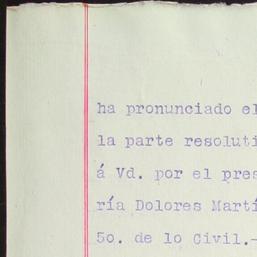 ha pronunciado el
la parte resoluti
á Vd. por el pres
ría Dolores Martí
5o. de lo Civil.-